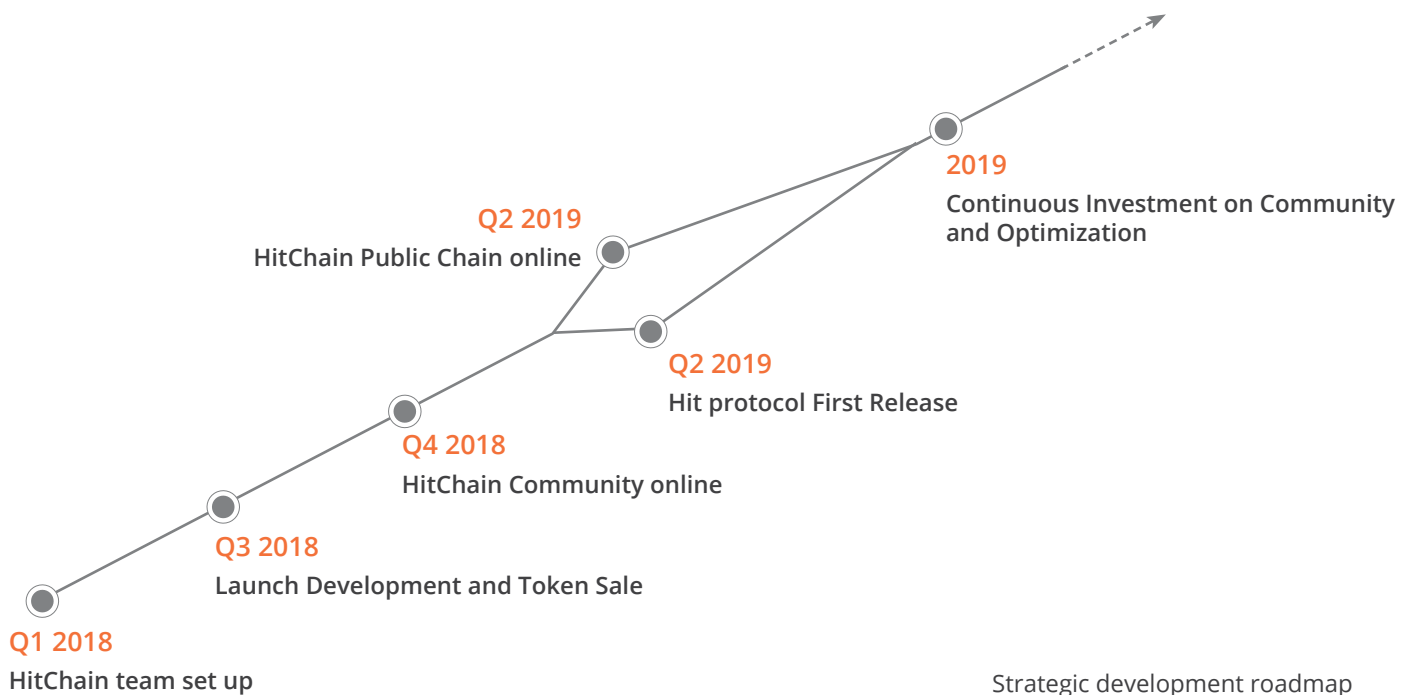 2019
Continuous Investment on Community
and Optimization
Q2 2019
HitChain Public Chain online
Q2 2019
Hit protocol First Release
Q4 2018
HitChain Community online
Q3 2018
Launch Development and Token Sale
Q1 2018
HitChain team set up
Strategic development roadmap